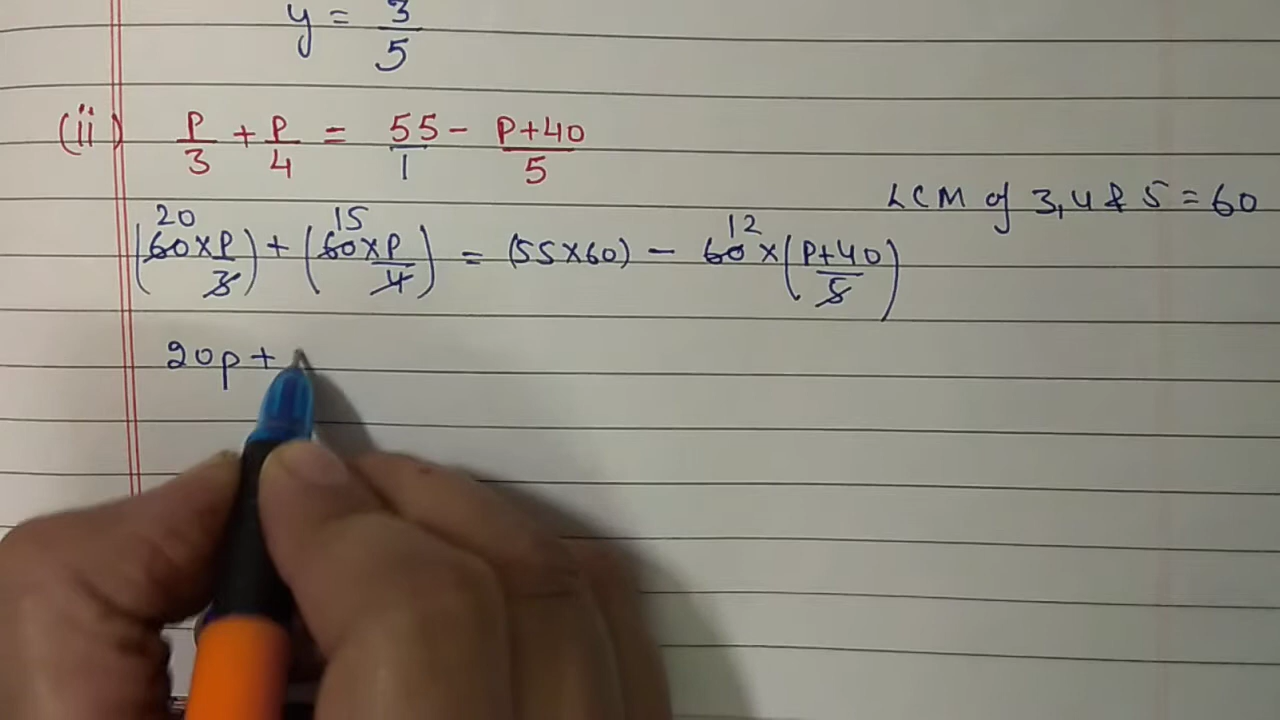 y = 3/5
(ii) P/3 + P/4 = 55/1 - P+40/5
LCM of 3, 4 & 5 = 60
20 15 12
(60×P/3) + (60×P/4) = (55×60) - 60×(P+40/5)
20p +